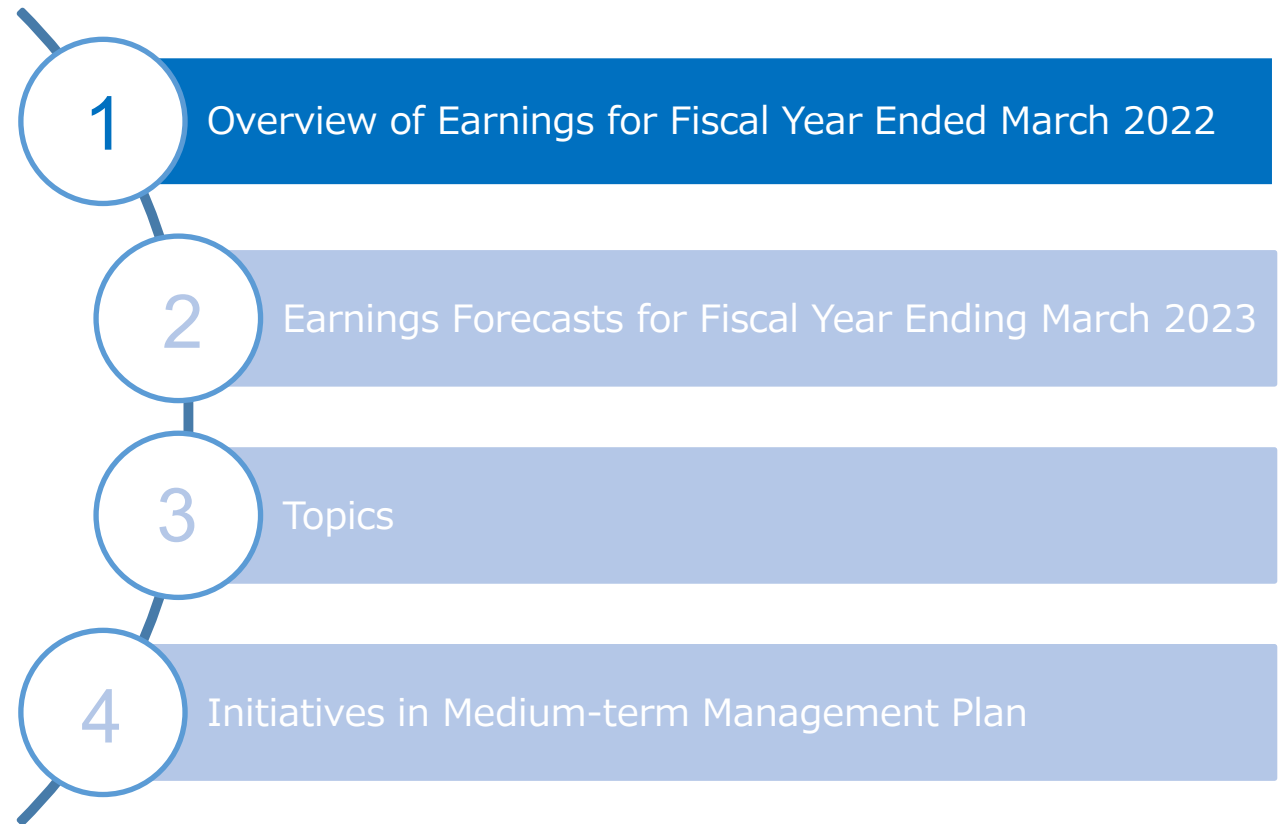 1
Overview of Earnings for Fiscal Year Ended March 2022
2
Earnings Forecasts for Fiscal Year Ending March 2023
3
Topics
4
Initiatives in Medium-term Management Plan